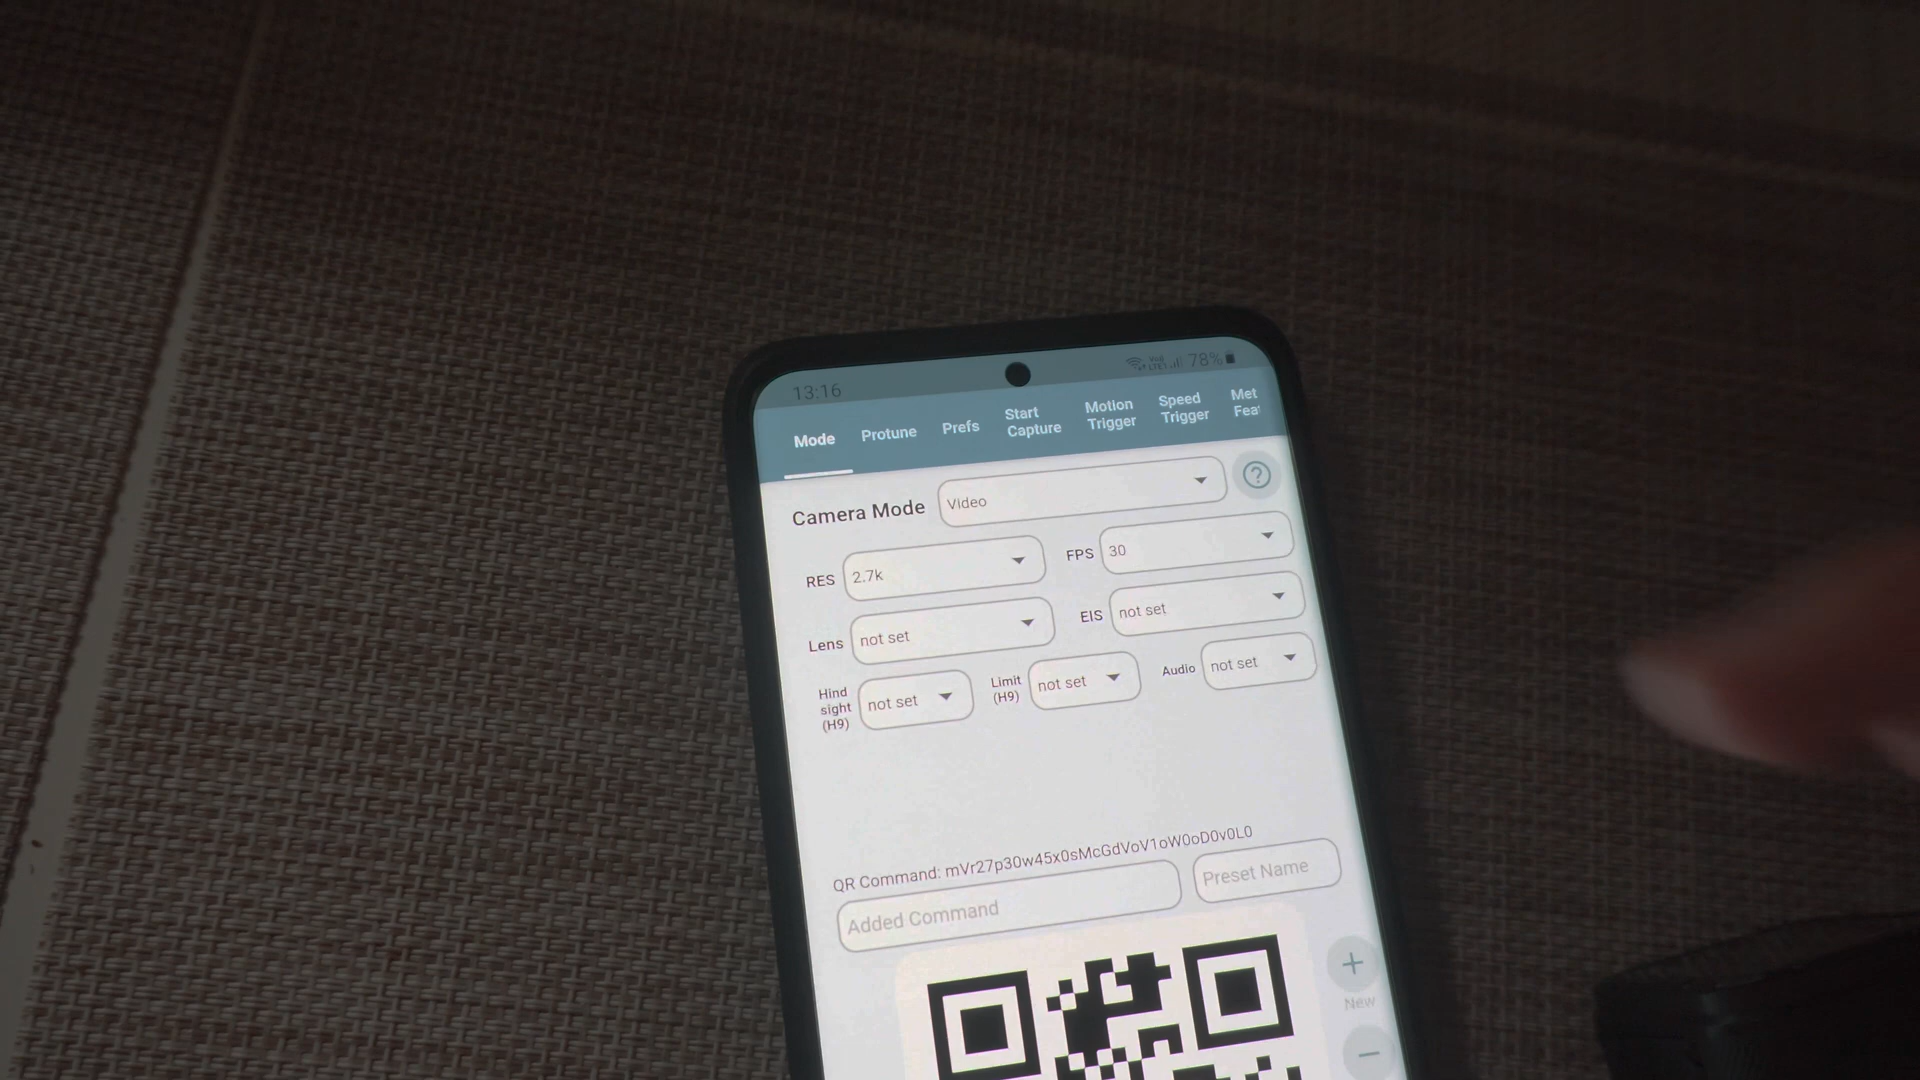 13:16 78%
Mode Protune Prefs Start Capture Motion Trigger Speed Trigger Met Fea
Camera Mode Video ?
RES 2.7k FPS 30
Lens not set EIS not set
Hind sight (H9) not set Limit (H9) not set Audio not set
QR Command: mVr27p30w45x0sMcGdVoV1oW0oD0v0L0
Added Command Preset Name
New